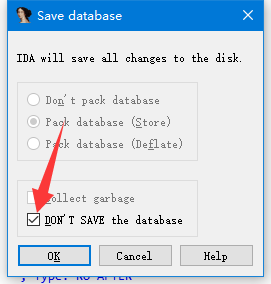 Save database
IDA will save all changes to the disk.
Don't pack database
Pack database (Store)
Pack database (Deflate)
Collect garbage
DON'T SAVE the database
OK
Cancel
Help
; Type: RO AFTER